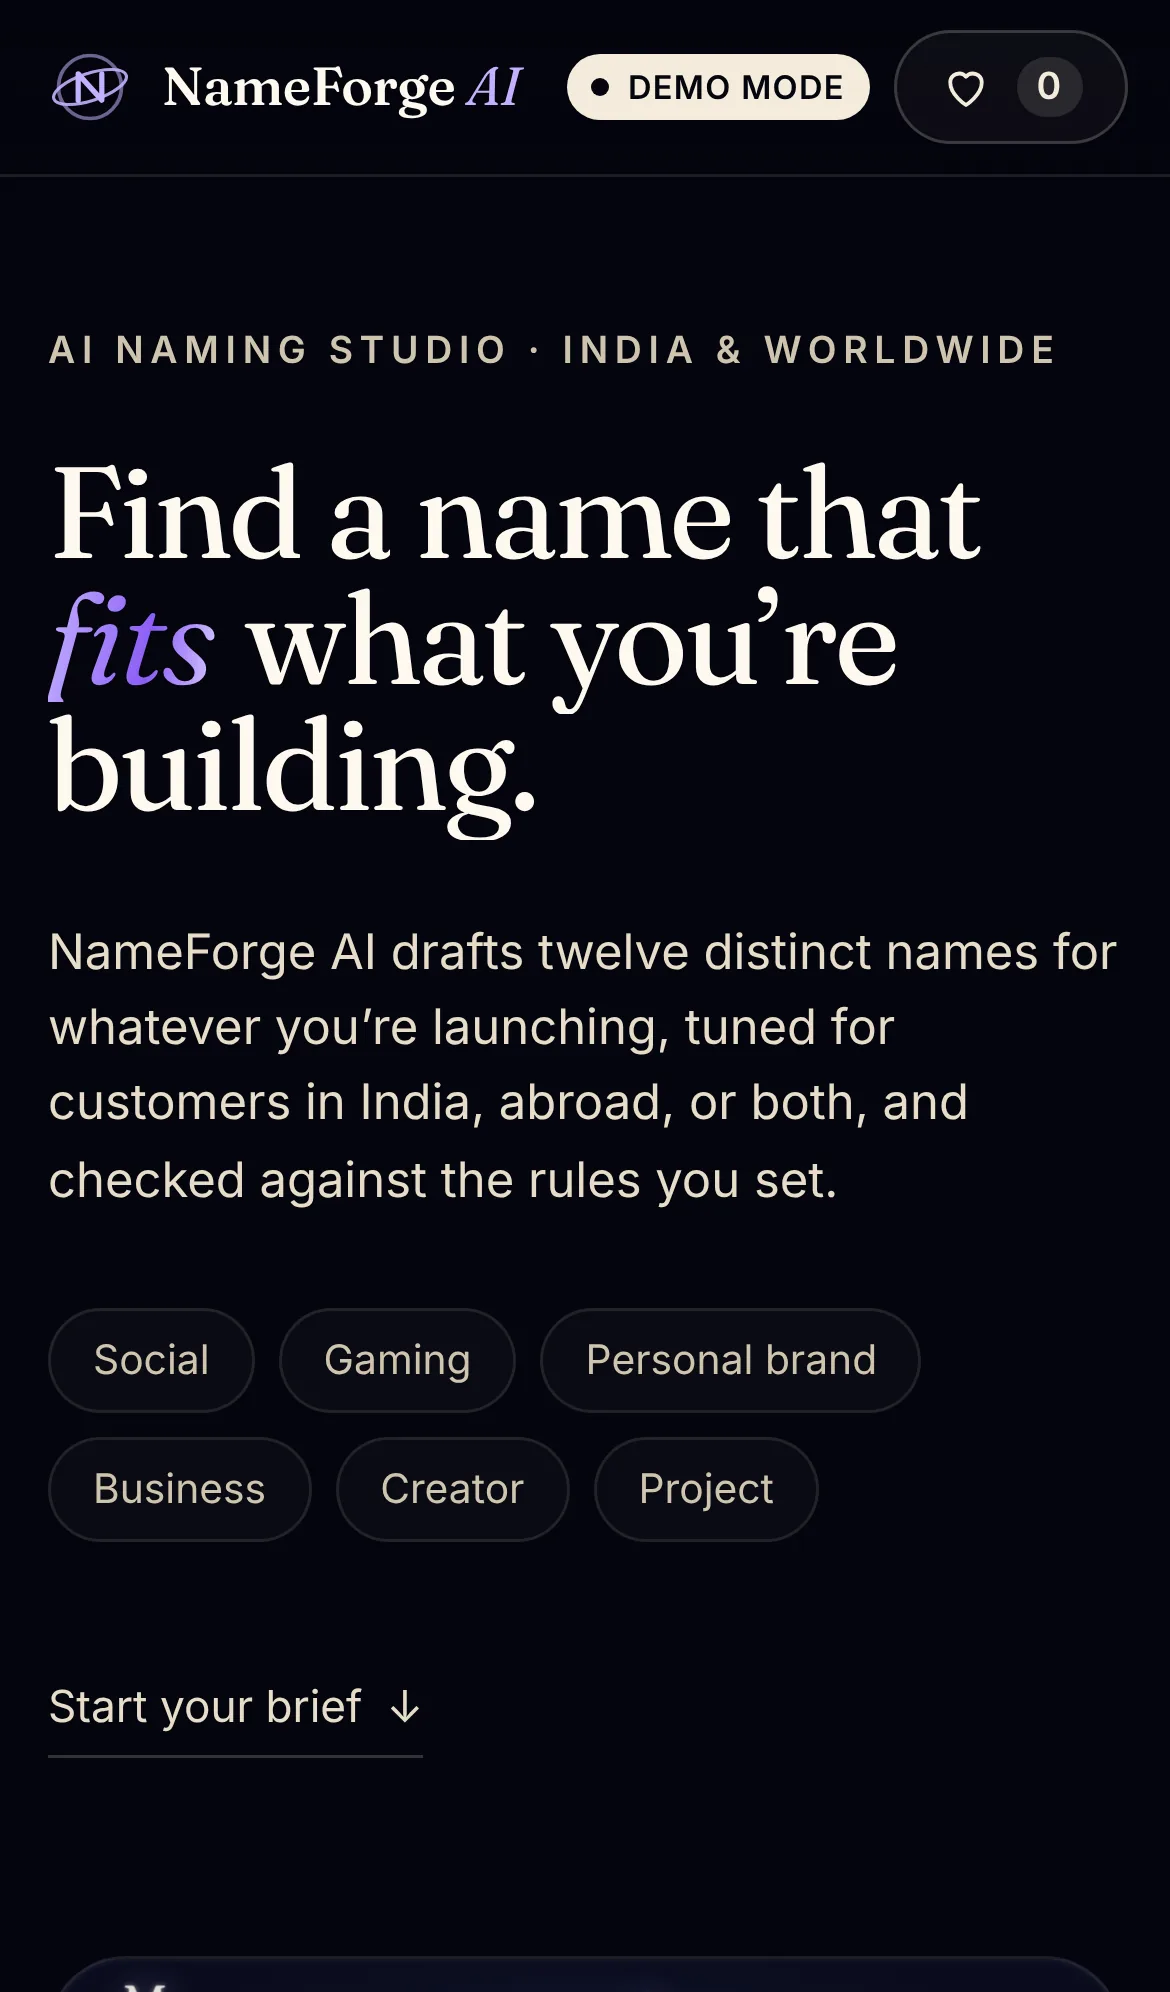 NameForge AI
DEMO MODE
0
AI NAMING STUDIO · INDIA & WORLDWIDE
Find a name that
fits what you’re
building.
NameForge AI drafts twelve distinct names for
whatever you’re launching, tuned for
customers in India, abroad, or both, and
checked against the rules you set.
Social
Gaming
Personal brand
Business
Creator
Project
Start your brief ↓